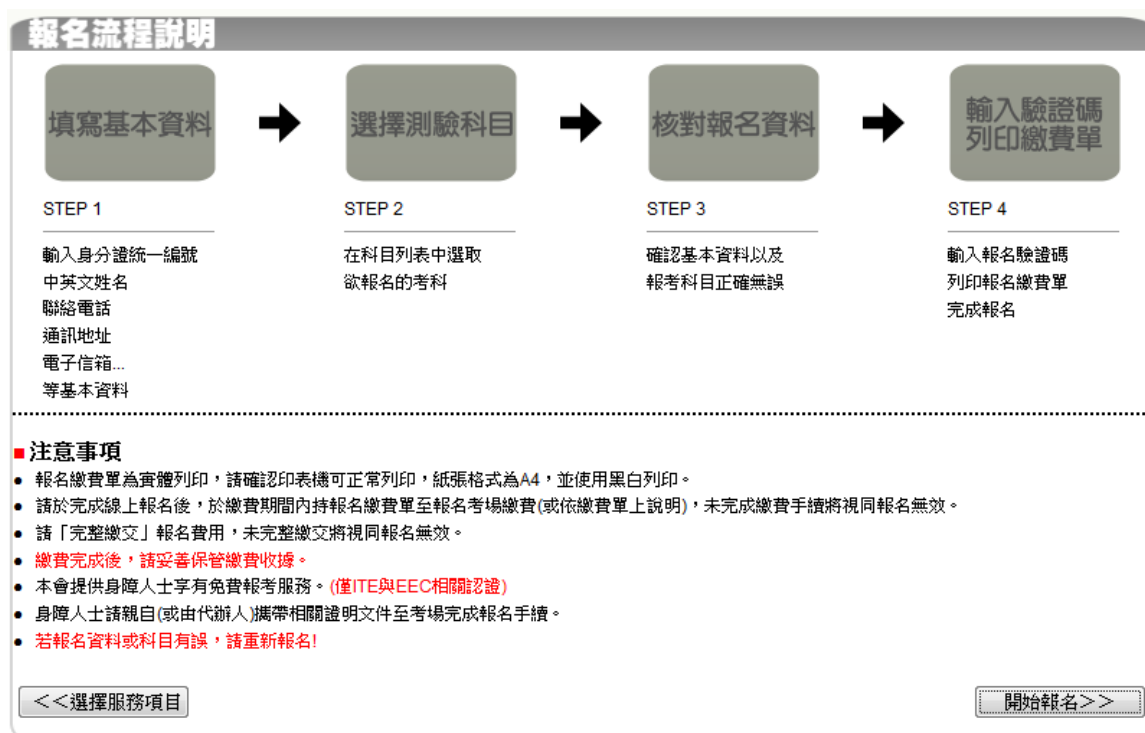 報名流程說明
填寫基本資料
選擇測驗科目
核對報名資料
輸入驗證碼
列印繳費單
STEP 1
輸入身分證統一編號
中英文姓名
聯絡電話
通訊地址
電子信箱...
等基本資料
STEP 2
在科目列表中選取
欲報名的考科
STEP 3
確認基本資料以及
報考科目正確無誤
STEP 4
輸入報名驗證碼
列印報名繳費單
完成報名
注意事項
報名繳費單為實體列印，請確認印表機可正常列印，紙張格式為A4，並使用黑白列印。
請於完成線上報名後，於繳費期間內持報名繳費單至報名考場繳費(或依繳費單上說明)，未完成繳費手續將視同報名無效。
請「完整繳交」報名費用，未完整繳交將視同報名無效。
繳費完成後，請妥善保管繳費收據。
本會提供身障人士享有免費報考服務。(僅ITE與EEC相關認證)
身障人士請親自(或由代辦人)攜帶相關證明文件至考場完成報名手續。
若報名資料或科目有誤，請重新報名!
＜＜選擇服務項目
開始報名＞＞